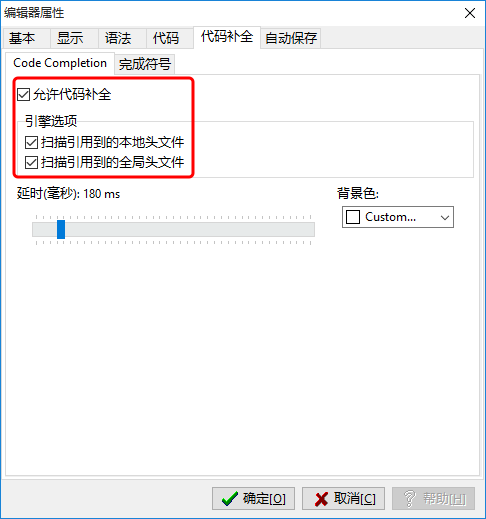 编辑器属性
基本 显示 语法 代码 代码补全 自动保存
Code Completion 完成符号
允许代码补全
引擎选项
扫描引用到的本地头文件
扫描引用到的全局头文件
延时(毫秒): 180 ms 背景色:
Custom...
确定[O] 取消[C] 帮助[H]